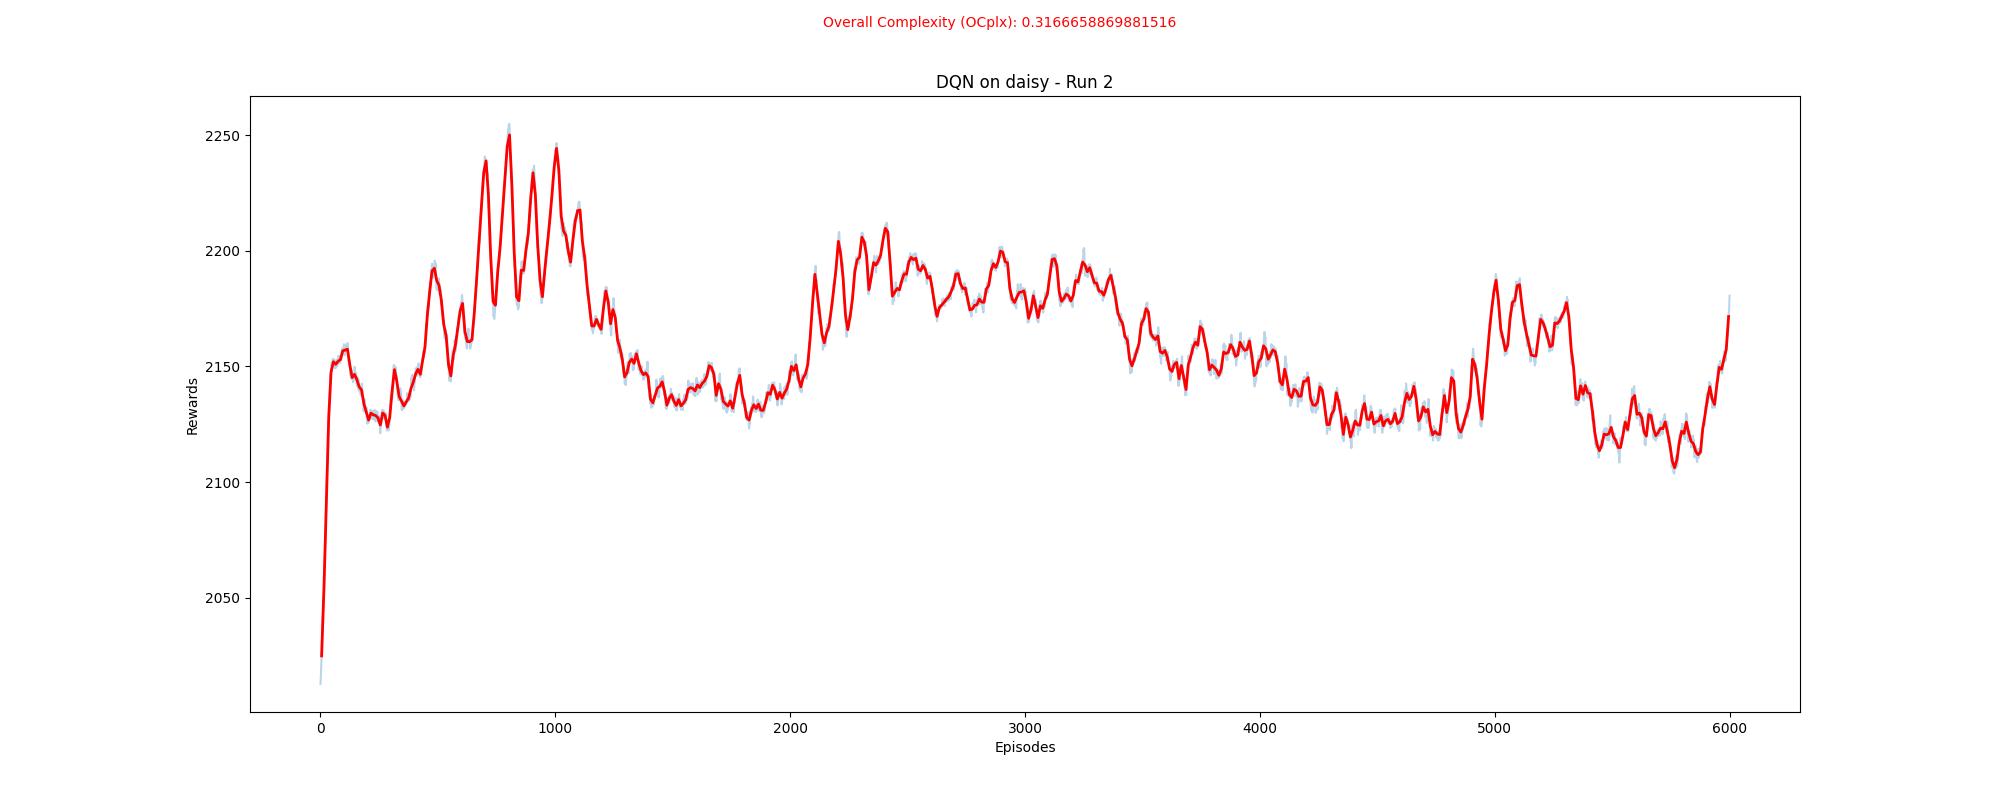 Overall Complexity (OCplx): 0.3166658869881516
DQN on daisy - Run 2
2250
2200
2150
2100
2050
Rewards
0 1000 2000 3000 4000 5000 6000
Episodes